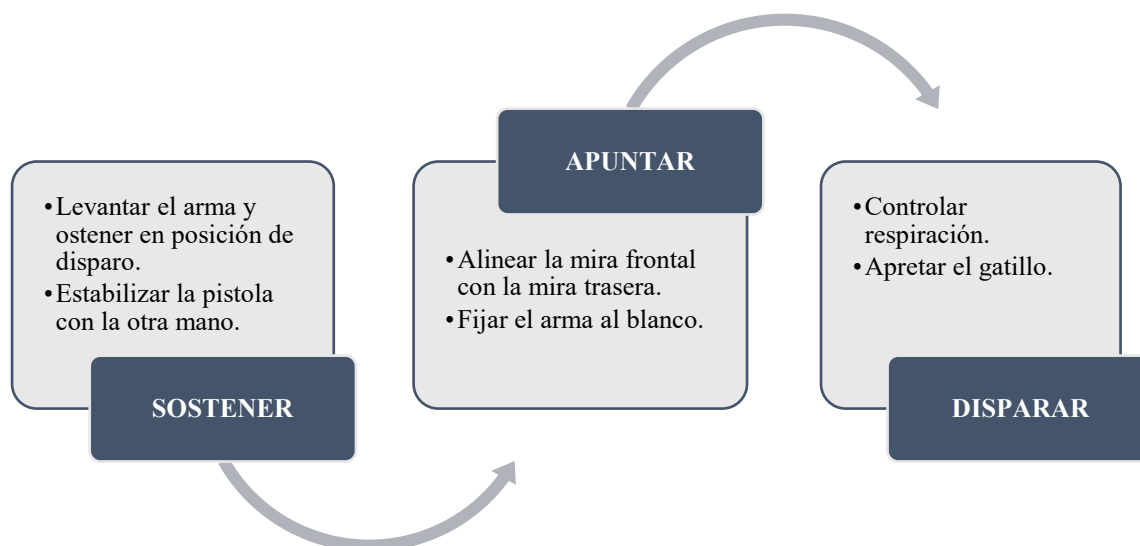 •Levantar el arma y
ostener en posición de
disparo.
•Estabilizar la pistola
con la otra mano.
SOSTENER
APUNTAR
•Alinear la mira frontal
con la mira trasera.
•Fijar el arma al blanco.
•Controlar
respiración.
•Apretar el gatillo.
DISPARAR